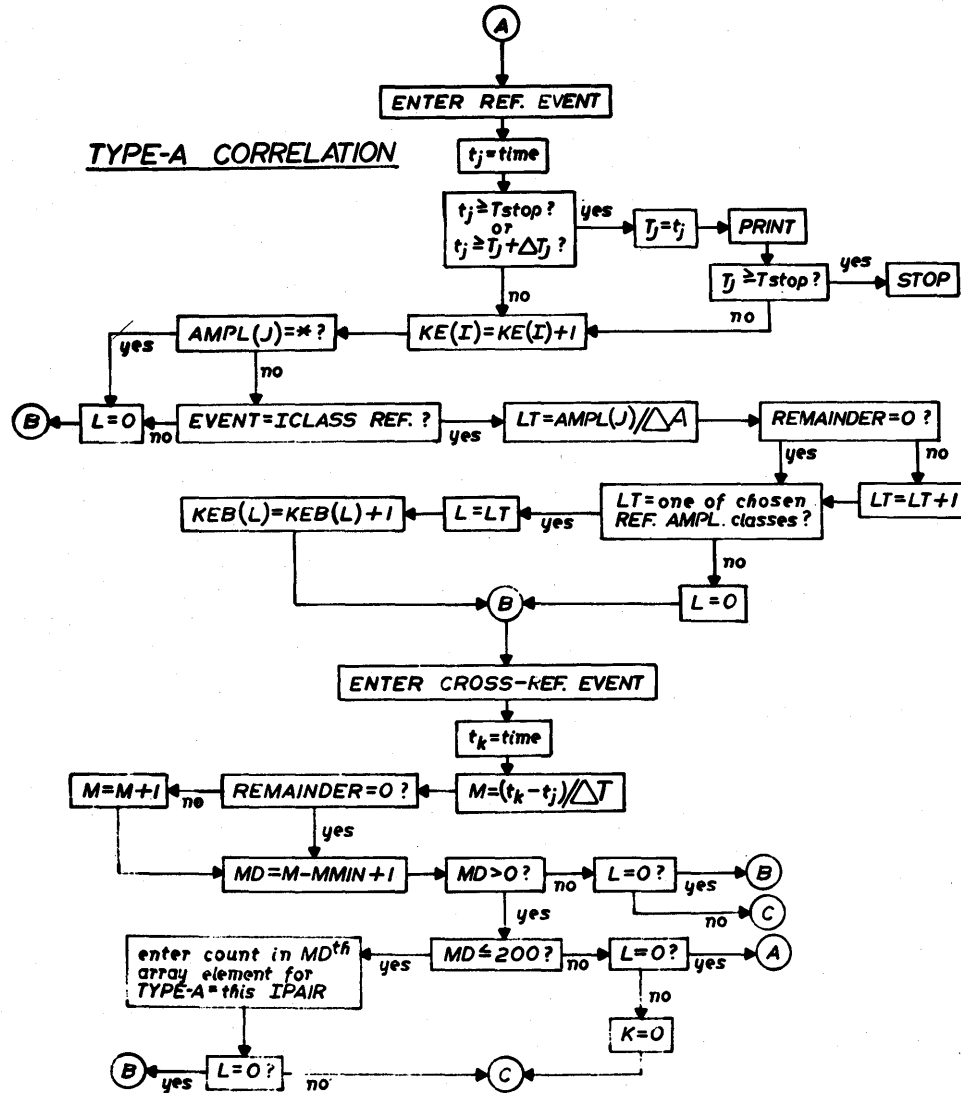 A
ENTER REF. EVENT
TYPE-A CORRELATION
tj=time
tj≥Tstop?
or
tj≥TJ+△TJ?
yes
TJ=tj
PRINT
no
TJ≥Tstop?
yes
STOP
no
KE(I)=KE(I)+1
AMPL(J)=*?
yes
no
B
L=0
no
EVENT=ICLASS REF.?
yes
LT=AMPL(J)/△A
REMAINDER=0?
yes
no
LT=LT+1
LT=one of chosen
REF. AMPL. classes?
yes
L=LT
KEB(L)=KEB(L)+1
no
L=0
B
ENTER CROSS-REF. EVENT
tk=time
M=(tk-tj)/△T
REMAINDER=0?
no
M=M+1
yes
MD=M-MMIN+1
MD>0?
no
L=0?
yes
B
no
C
yes
MD≤200?
no
L=0?
yes
A
yes
enter count in MDth
array element for
TYPE-A=this IPAIR
no
K=0
B
yes
L=0?
no
C